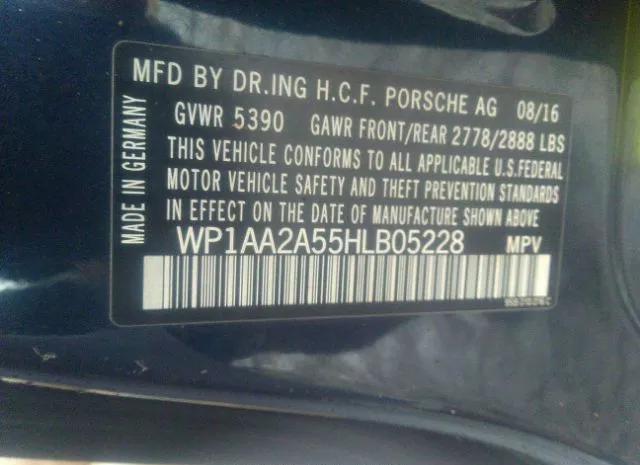 MFD BY DR.ING H.C.F. PORSCHE AG 08/16
GVWR 5390 GAWR FRONT/REAR 2778/2888 LBS
THIS VEHICLE CONFORMS TO ALL APPLICABLE U.S.FEDERAL
MOTOR VEHICLE SAFETY AND THEFT PREVENTION STANDARDS
IN EFFECT ON THE DATE OF MANUFACTURE SHOWN ABOVE
WP1AA2A55HLB05228 MPV
MADE IN GERMANY